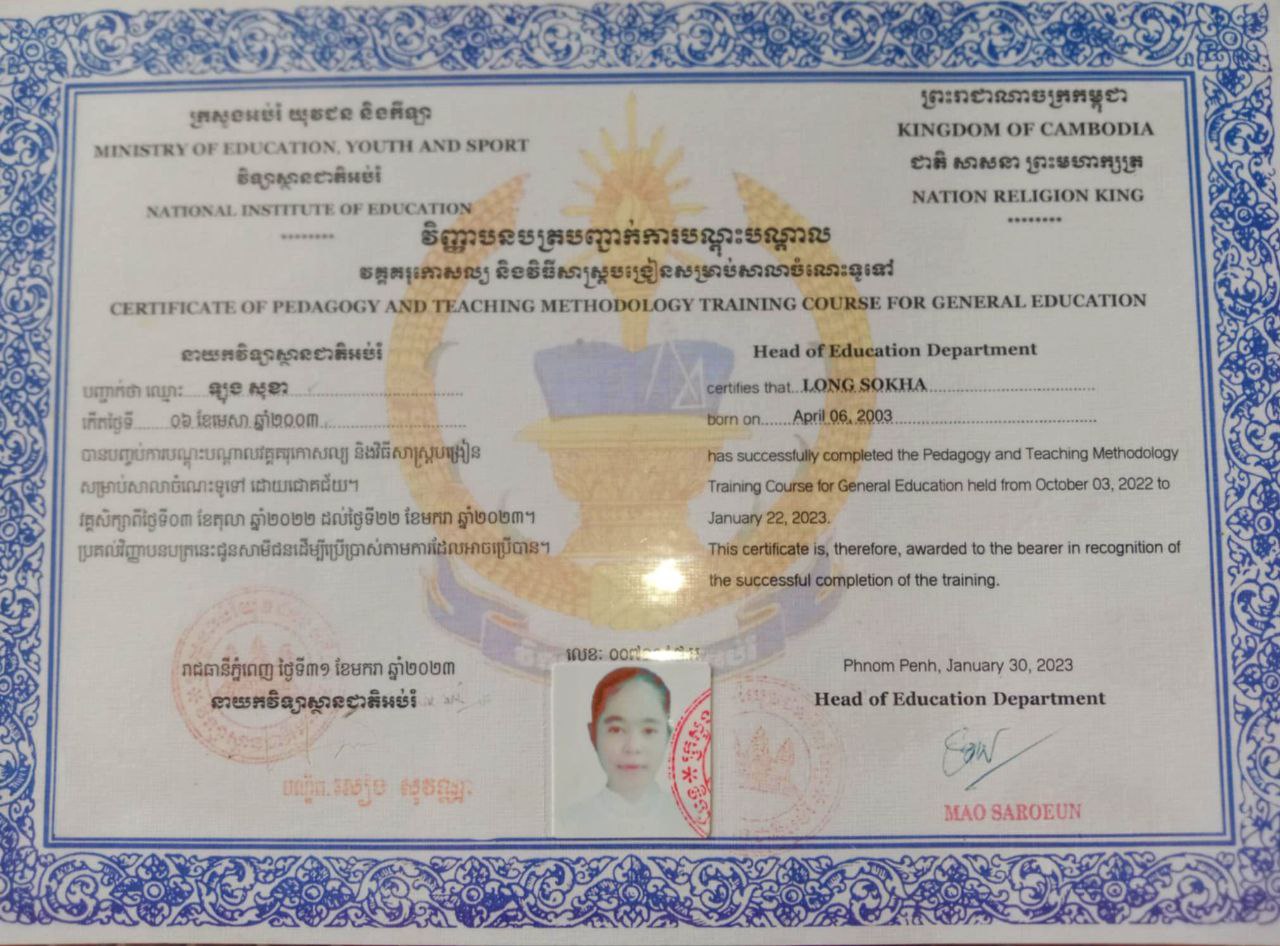 ក្រសួងអប់រំ យុវជន និងកីឡា
MINISTRY OF EDUCATION, YOUTH AND SPORT
វិទ្យាស្ថានជាតិអប់រំ
NATIONAL INSTITUTE OF EDUCATION
********
ព្រះរាជាណាចក្រកម្ពុជា
KINGDOM OF CAMBODIA
ជាតិ សាសនា ព្រះមហាក្សត្រ
NATION RELIGION KING
********
វិញ្ញាបនបត្របញ្ជាក់ការបណ្តុះបណ្តាល
វគ្គគរុកោសល្យ និងវិធីសាស្ត្របង្រៀនសម្រាប់សាលាចំណេះទូទៅ
CERTIFICATE OF PEDAGOGY AND TEACHING METHODOLOGY TRAINING COURSE FOR GENERAL EDUCATION
នាយកវិទ្យាស្ថានជាតិអប់រំ
បញ្ជាក់ថា ឈ្មោះ ឡុង សុខា
កើតថ្ងៃទី ០៦ ខែមេសា ឆ្នាំ២០០៣
បានបញ្ចប់ការបណ្តុះបណ្តាលវគ្គគរុកោសល្យ និងវិធីសាស្ត្របង្រៀន
សម្រាប់សាលាចំណេះទូទៅ ដោយជោគជ័យ។
វគ្គសិក្សាពីថ្ងៃទី០៣ ខែតុលា ឆ្នាំ២០២២ ដល់ថ្ងៃទី២២ ខែមករា ឆ្នាំ២០២៣។
ប្រគល់វិញ្ញាបនបត្រនេះជូនសាមីជនដើម្បីប្រើប្រាស់តាមការដែលអាចប្រើបាន។
Head of Education Department
certifies that LONG SOKHA
born on April 06, 2003
has successfully completed the Pedagogy and Teaching Methodology
Training Course for General Education held from October 03, 2022 to
January 22, 2023.
This certificate is, therefore, awarded to the bearer in recognition of
the successful completion of the training.
លេខ:
រាជធានីភ្នំពេញ ថ្ងៃទី៣១ ខែមករា ឆ្នាំ២០២៣
នាយកវិទ្យាស្ថានជាតិអប់រំ
សុវណ្ណា
Phnom Penh, January 30, 2023
Head of Education Department
MAO SAROEUN